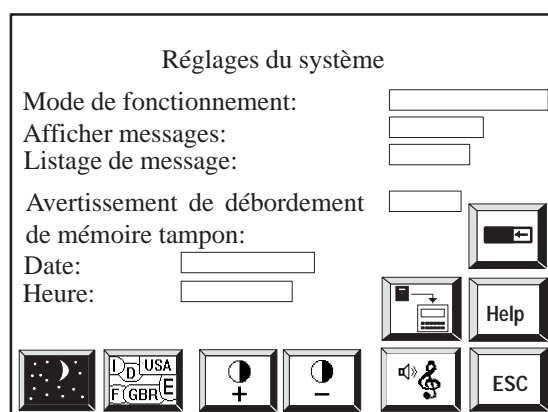 Réglages du système
Mode de fonctionnement:
Afficher messages:
Listage de message:
Avertissement de débordement
de mémoire tampon:
Date:
Heure:
Help
I D USA
F GBR E
+ −
ESC